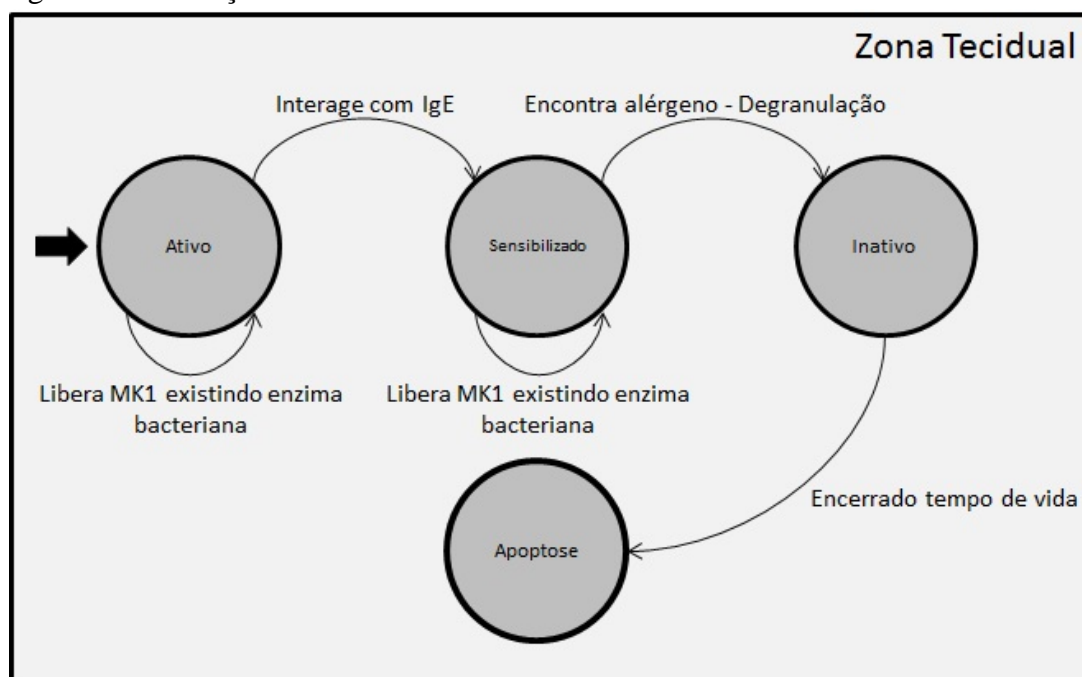 Zona Tecidual
Interage com IgE
Encontra alérgeno - Degranulação
Ativo
Sensibilizado
Inativo
Libera MK1 existindo enzima
bacteriana
Libera MK1 existindo enzima
bacteriana
Encerrado tempo de vida
Apoptose